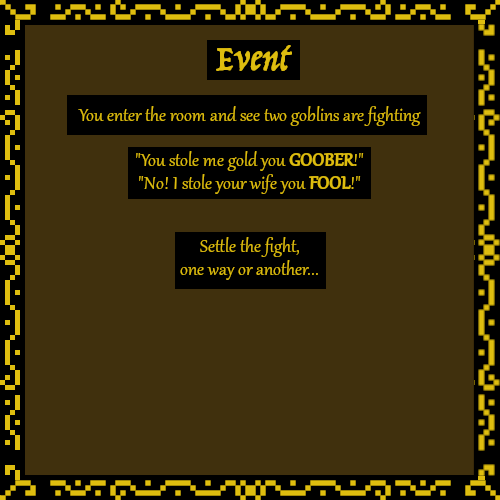 Event
You enter the room and see two goblins are fighting
"You stole me gold you GOOBER!"
"No! I stole your wife you FOOL!"
Settle the fight,
one way or another...